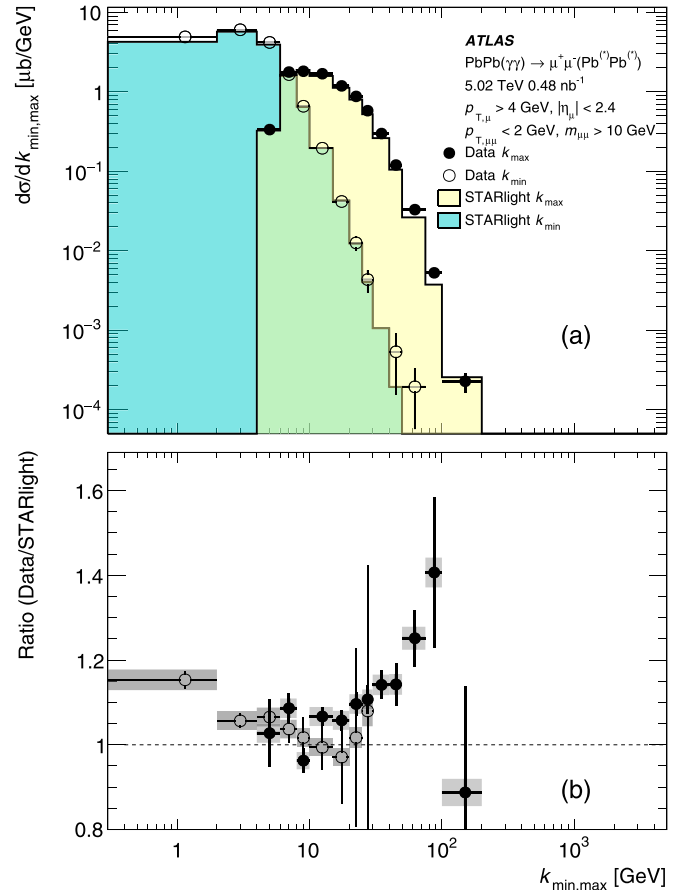 dσ/dk_min,max [μb/GeV]
10
1
10⁻¹
10⁻²
10⁻³
10⁻⁴
ATLAS
PbPb(γγ) → μ⁺μ⁻(Pb⁽*⁾Pb⁽*⁾)
5.02 TeV 0.48 nb⁻¹
p_T,μ > 4 GeV, |η_μ| < 2.4
p_T,μμ < 2 GeV, m_μμ > 10 GeV
Data k_max
Data k_min
STARlight k_max
STARlight k_min
(a)
Ratio (Data/STARlight)
1.6
1.4
1.2
1
0.8
(b)
1
10
10²
10³
k_min,max [GeV]